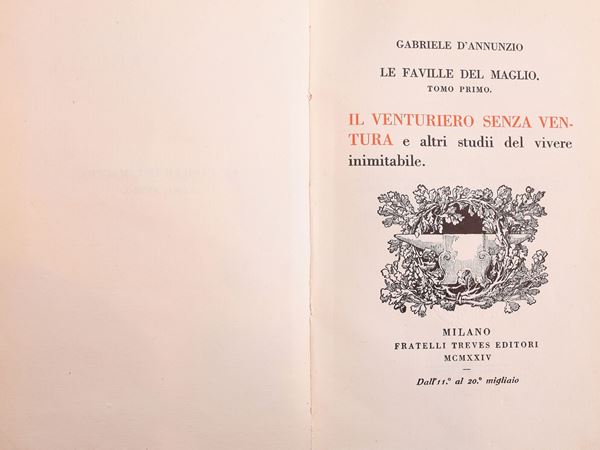 GABRIELE D'ANNUNZIO
LE FAVILLE DEL MAGLIO.
TOMO PRIMO.
IL VENTURIERO SENZA VEN-
TURA e altri studii del vivere
inimitabile.
MILANO
FRATELLI TREVES EDITORI
MCMXXIV
Dall'11.º al 20.º migliaio